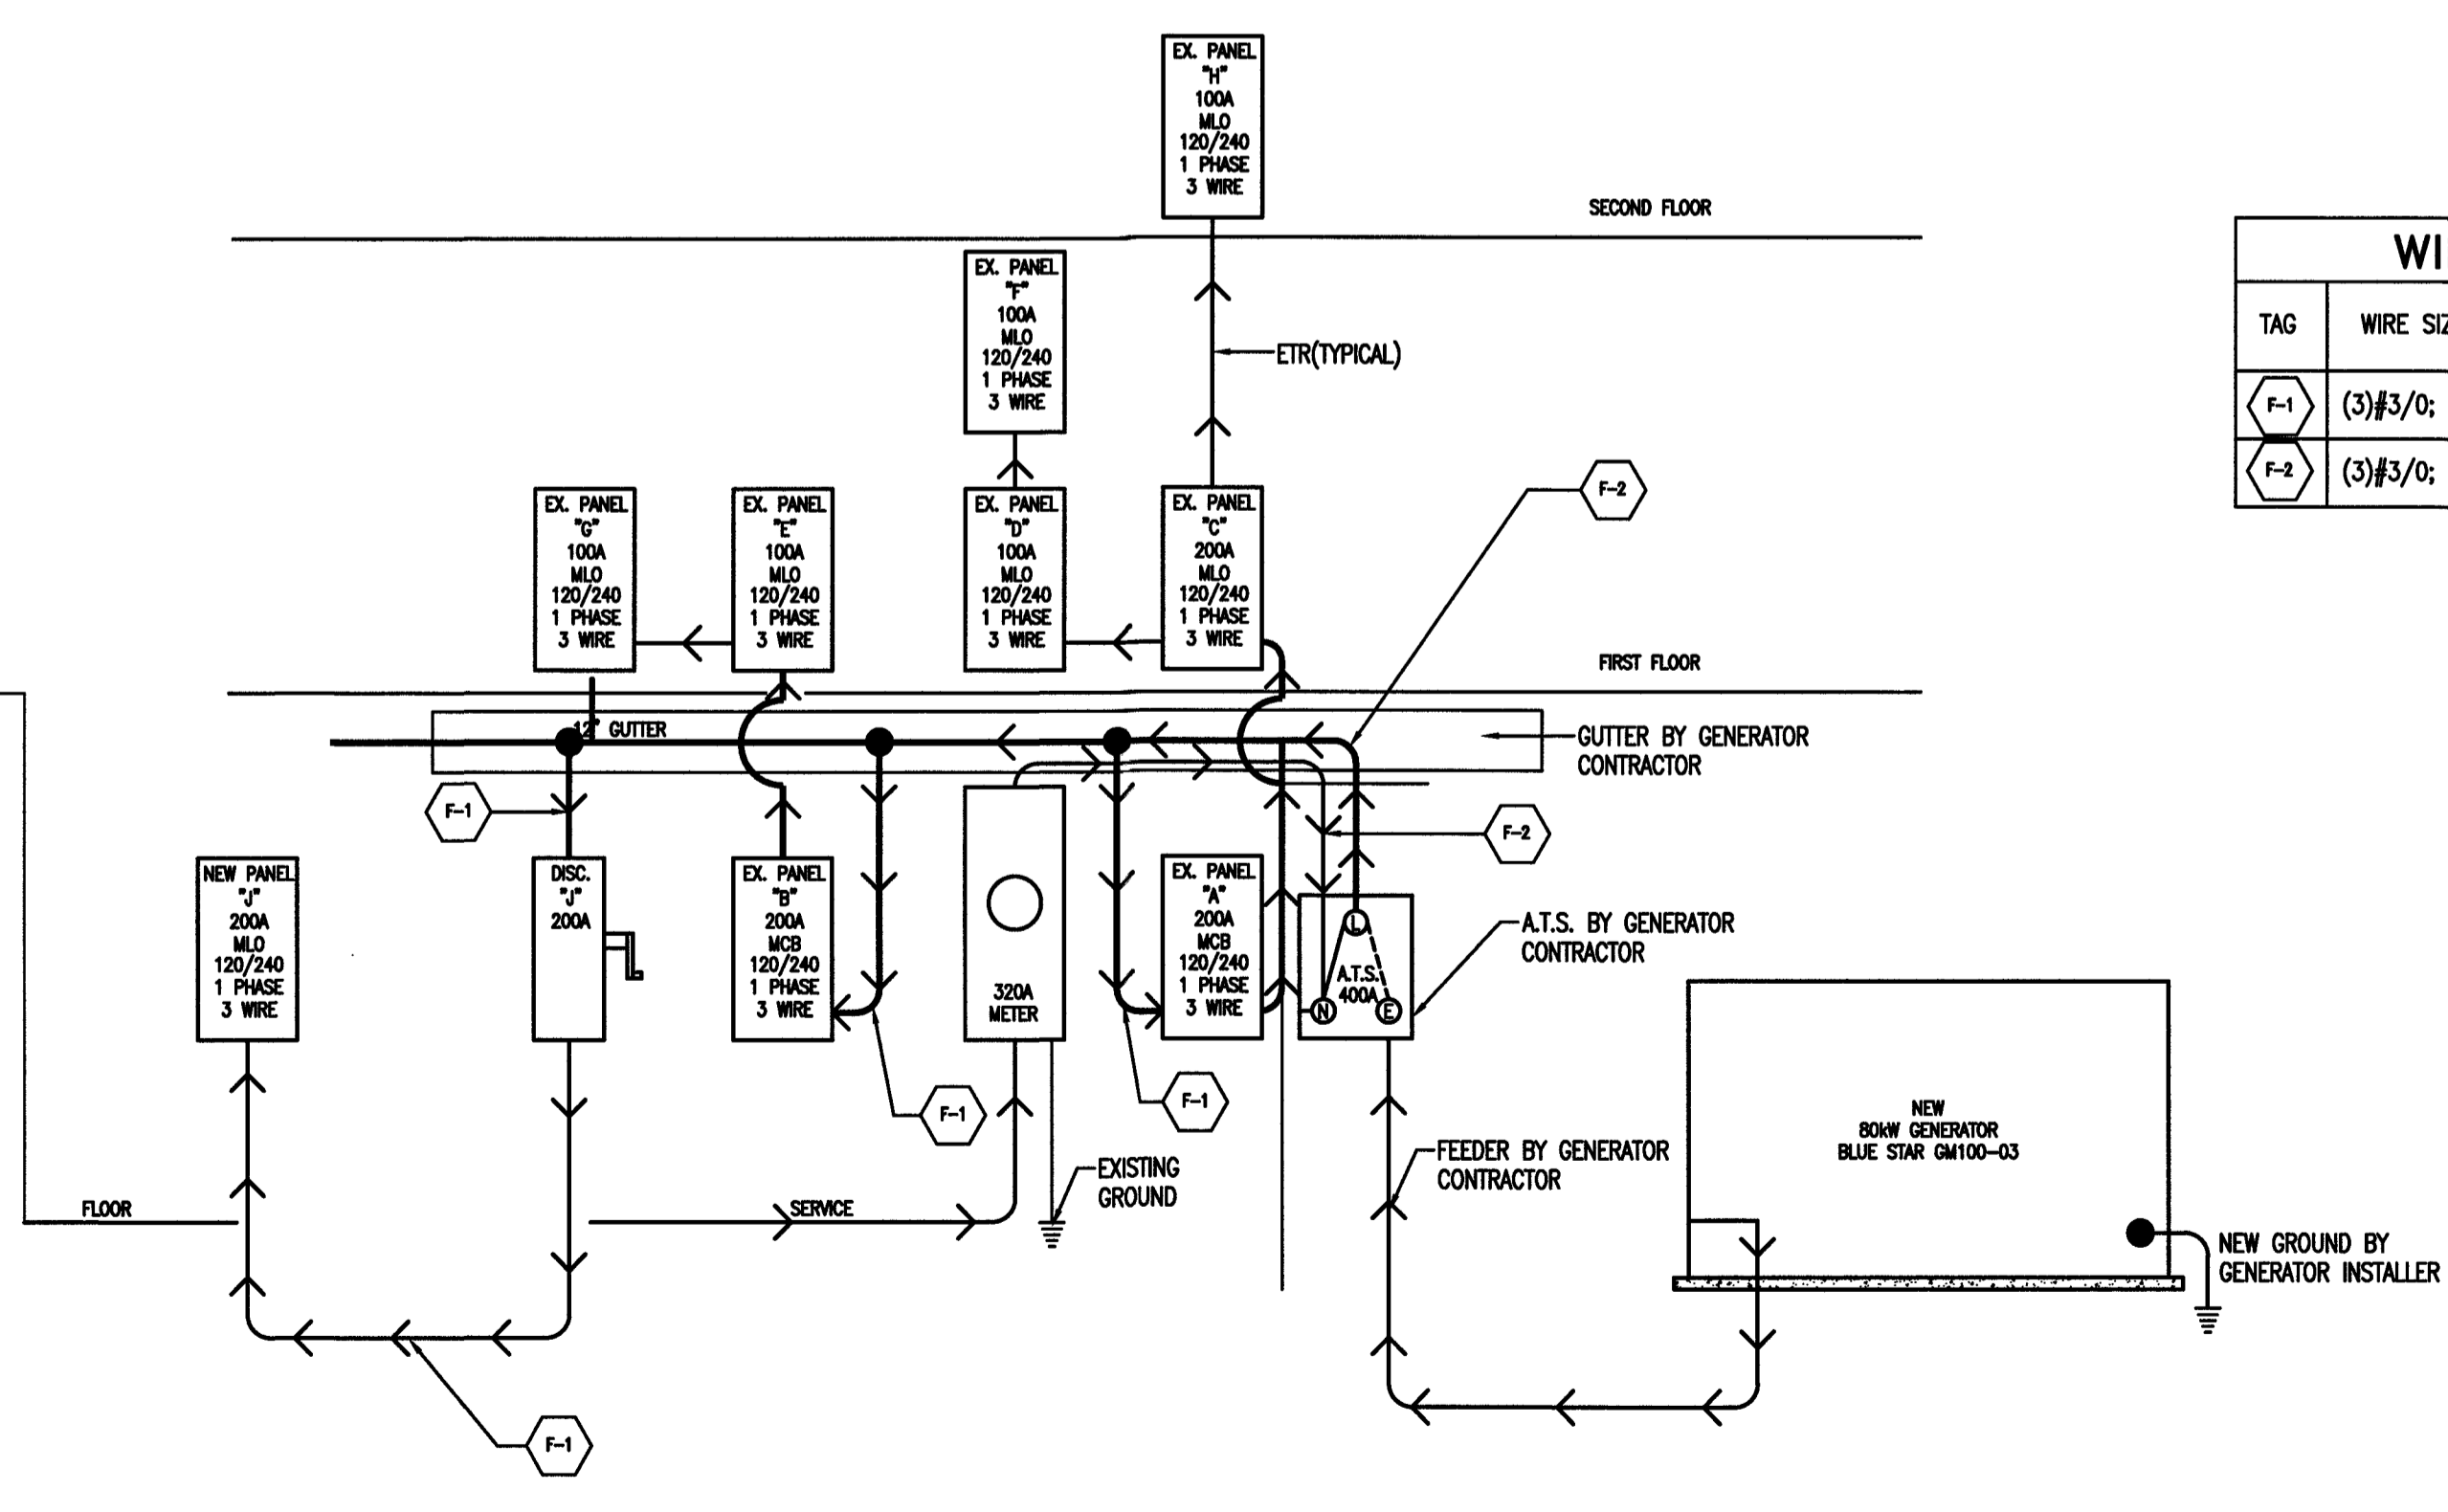 EX. PANEL
"H"
100A
MLO
120/240
1 PHASE
3 WIRE
SECOND FLOOR
EX. PANEL
"F"
100A
MLO
120/240
1 PHASE
3 WIRE
ETR(TYPICAL)
WI
TAG
WIRE SIZ
F-1
(3)#3/0;
F-2
(3)#3/0;
F-2
EX. PANEL
"G"
100A
MLO
120/240
1 PHASE
3 WIRE
EX. PANEL
"E"
100A
MLO
120/240
1 PHASE
3 WIRE
EX. PANEL
"D"
100A
MLO
120/240
1 PHASE
3 WIRE
EX. PANEL
"C"
200A
MLO
120/240
1 PHASE
3 WIRE
FIRST FLOOR
12" GUTTER
GUTTER BY GENERATOR
CONTRACTOR
F-1
F-2
NEW PANEL
"J"
200A
MLO
120/240
1 PHASE
3 WIRE
DISC.
"J"
200A
EX. PANEL
"B"
200A
MCB
120/240
1 PHASE
3 WIRE
320A
METER
EX. PANEL
"A"
200A
MCB
120/240
1 PHASE
3 WIRE
L
A.T.S.
400A
N
E
A.T.S. BY GENERATOR
CONTRACTOR
F-1
F-1
NEW
80kW GENERATOR
BLUE STAR GM100-03
EXISTING
GROUND
FEEDER BY GENERATOR
CONTRACTOR
FLOOR
SERVICE
NEW GROUND BY
GENERATOR INSTALLER
F-1